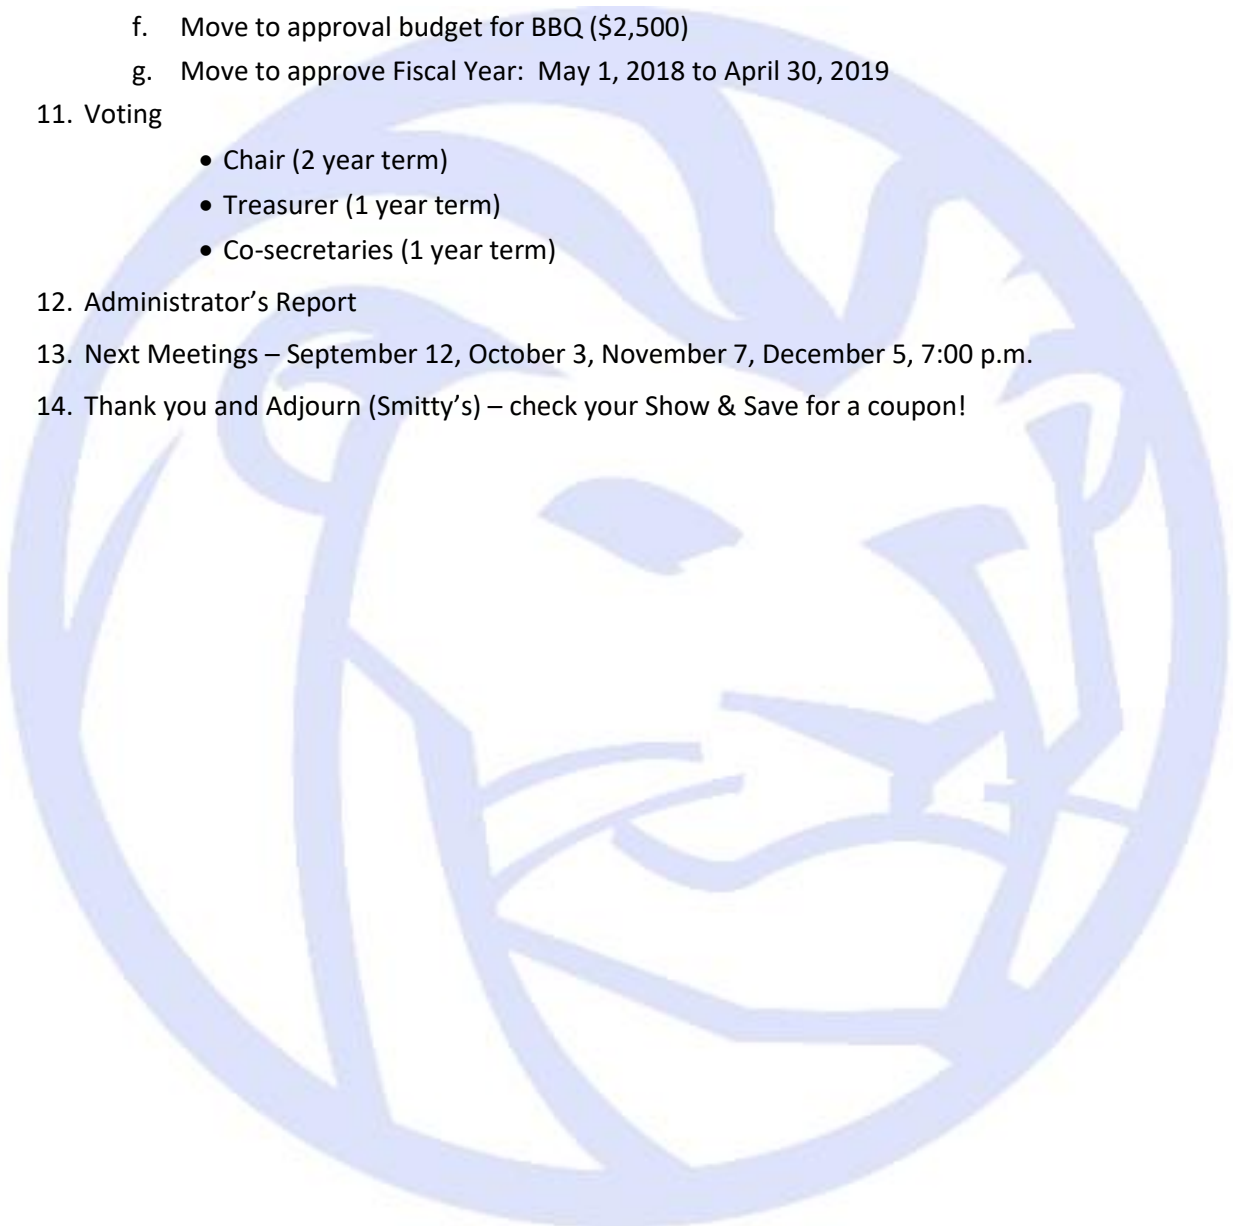 f. Move to approval budget for BBQ ($2,500)
g. Move to approve Fiscal Year: May 1, 2018 to April 30, 2019
11. Voting
• Chair (2 year term)
• Treasurer (1 year term)
• Co-secretaries (1 year term)
12. Administrator’s Report
13. Next Meetings – September 12, October 3, November 7, December 5, 7:00 p.m.
14. Thank you and Adjourn (Smitty’s) – check your Show & Save for a coupon!